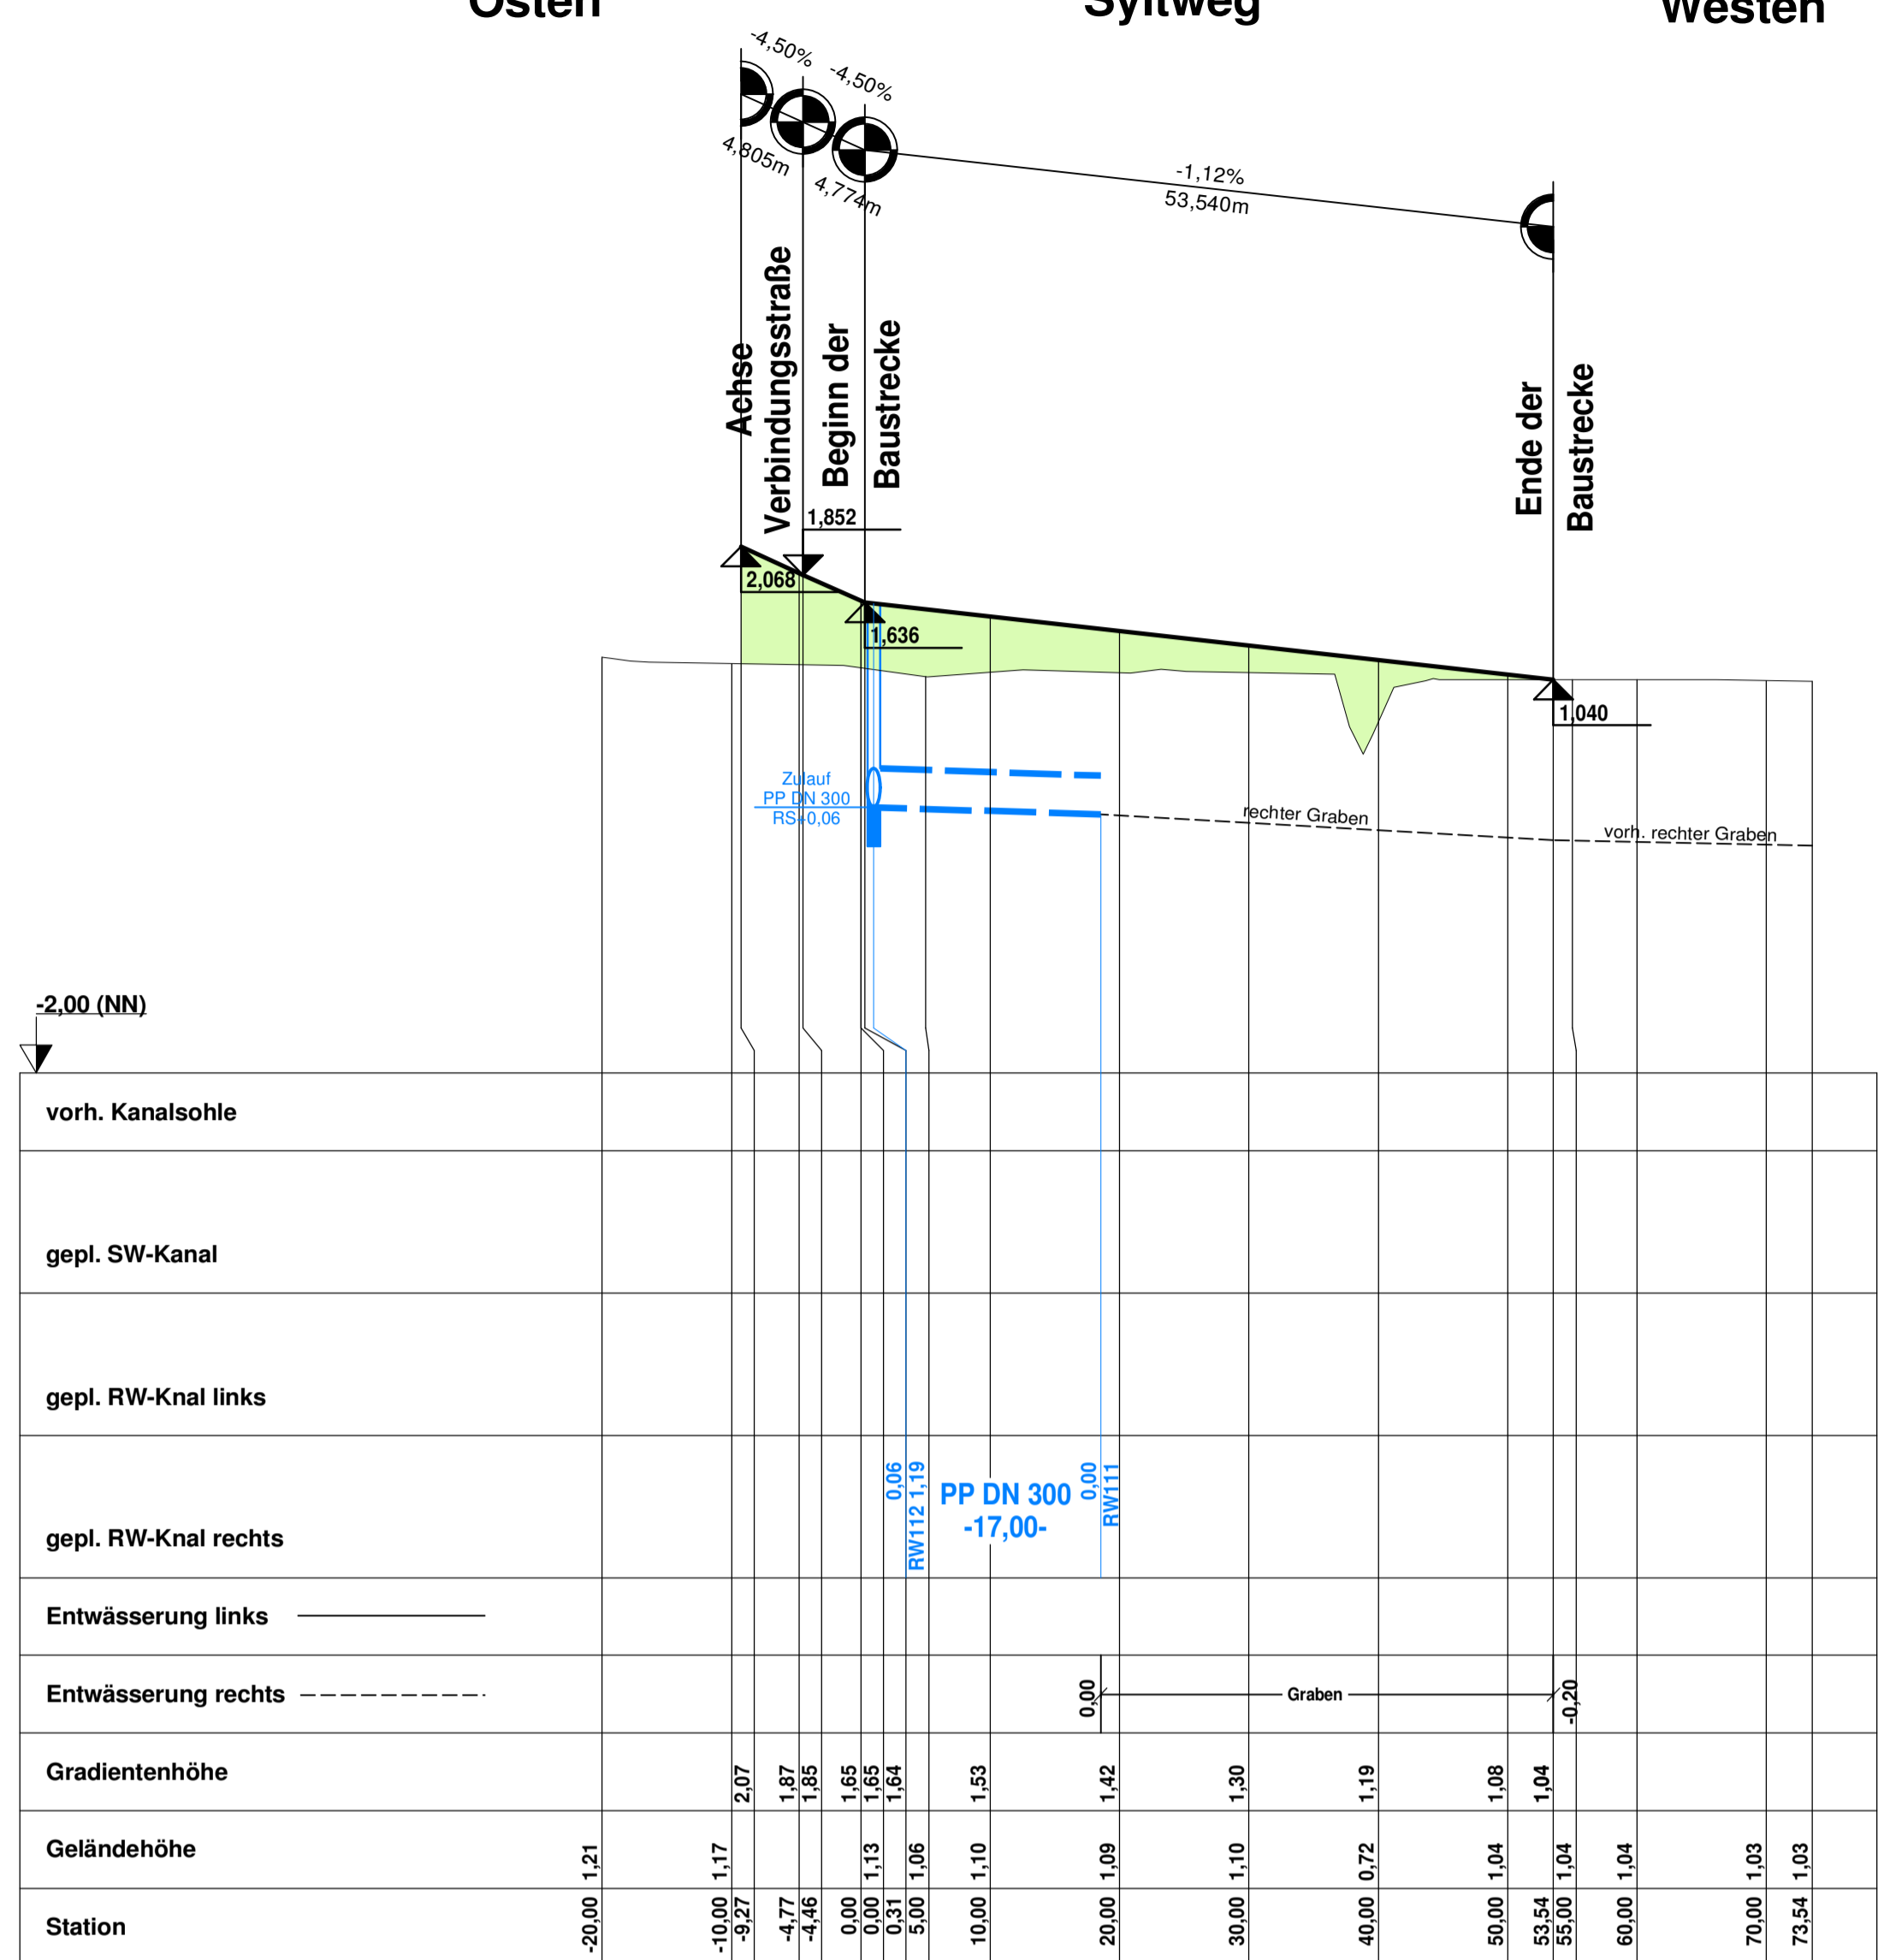 Osten
Syltweg
Westen
-4,50%
-4,50%
4,805m
4,774m
-1,12%
53,540m
Achse
Verbindungsstraße
Beginn der
Baustrecke
Ende der
Baustrecke
1,852
2,068
1,636
1,040
Zulauf
PP DN 300
RS+0,06
rechter Graben
vorh. rechter Graben
-2,00 (NN)
vorh. Kanalsohle
gepl. SW-Kanal
gepl. RW-Knal links
gepl. RW-Knal rechts
0,06
RW112 1,19
PP DN 300
-17,00-
0,00
RW111
Entwässerung links
Entwässerung rechts
0,00
Graben
-0,20
Gradientenhöhe
2,07
1,87
1,85
1,65
1,65
1,64
1,53
1,42
1,30
1,19
1,08
1,04
Geländehöhe
1,21
1,17
1,13
1,06
1,10
1,09
1,10
0,72
1,04
1,04
1,04
1,03
1,03
Station
-20,00
-10,00
-9,27
-4,77
-4,46
0,00
0,00
0,31
5,00
10,00
20,00
30,00
40,00
50,00
53,54
55,00
60,00
70,00
73,54